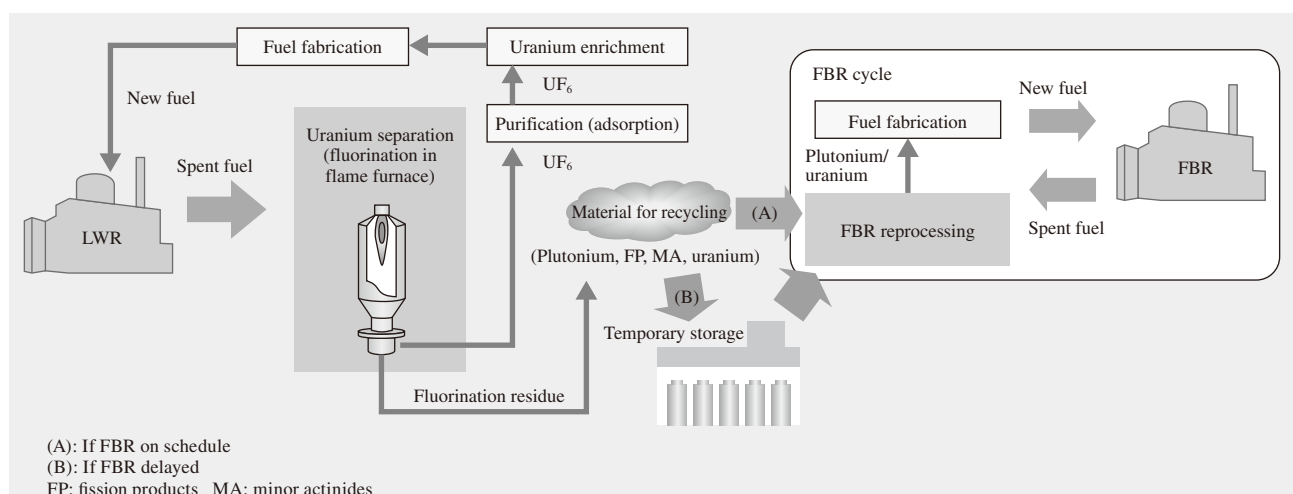 Fuel fabrication
Uranium enrichment
UF₆
New fuel
Purification (adsorption)
UF₆
Uranium separation
(fluorination in
flame furnace)
Spent fuel
LWR
Material for recycling
(Plutonium, FP, MA, uranium)
(A)
(B)
Temporary storage
Fluorination residue
FBR cycle
New fuel
Fuel fabrication
Plutonium/
uranium
FBR
FBR reprocessing
Spent fuel
(A): If FBR on schedule
(B): If FBR delayed
FP: fission products MA: minor actinides